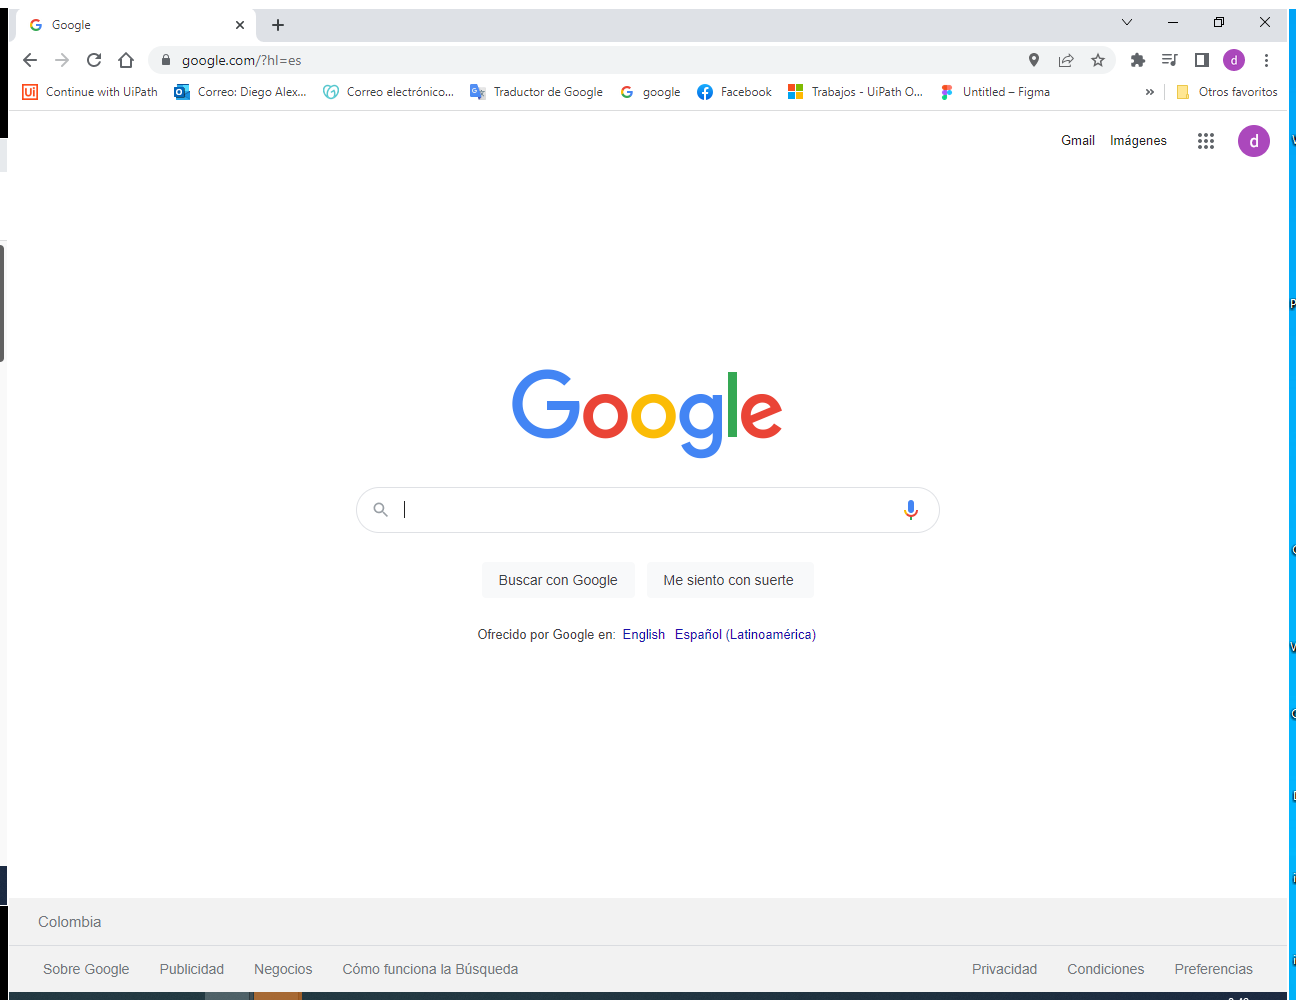 Google
google.com/?hl=es
d
Continue with UiPath Correo: Diego Alex... Correo electrónico... Traductor de Google google Facebook Trabajos - UiPath O... Untitled – Figma » Otros favoritos
Gmail Imágenes d
Google
Buscar con Google Me siento con suerte
Ofrecido por Google en: English Español (Latinoamérica)
Colombia
Sobre Google Publicidad Negocios Cómo funciona la Búsqueda Privacidad Condiciones Preferencias